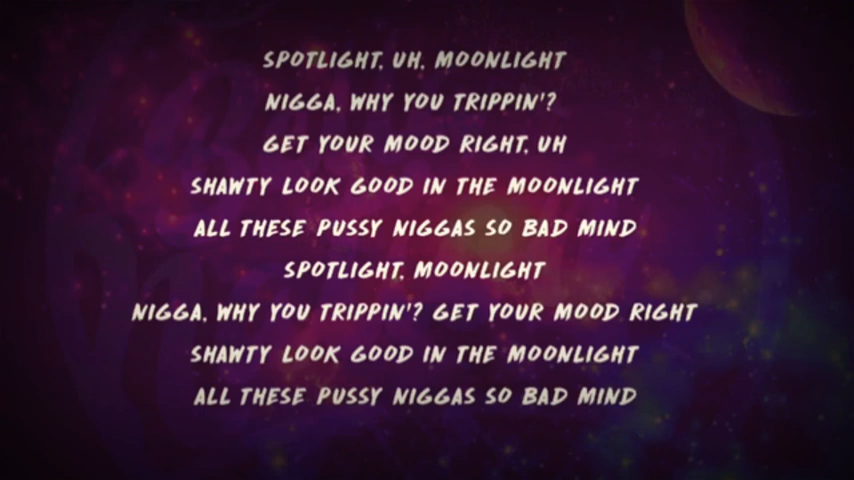 SPOTLIGHT, UH, MOONLIGHT
NIGGA, WHY YOU TRIPPIN'?
GET YOUR MOOD RIGHT, UH
SHAWTY LOOK GOOD IN THE MOONLIGHT
ALL THESE PUSSY NIGGAS SO BAD MIND
SPOTLIGHT, MOONLIGHT
NIGGA, WHY YOU TRIPPIN'? GET YOUR MOOD RIGHT
SHAWTY LOOK GOOD IN THE MOONLIGHT
ALL THESE PUSSY NIGGAS SO BAD MIND